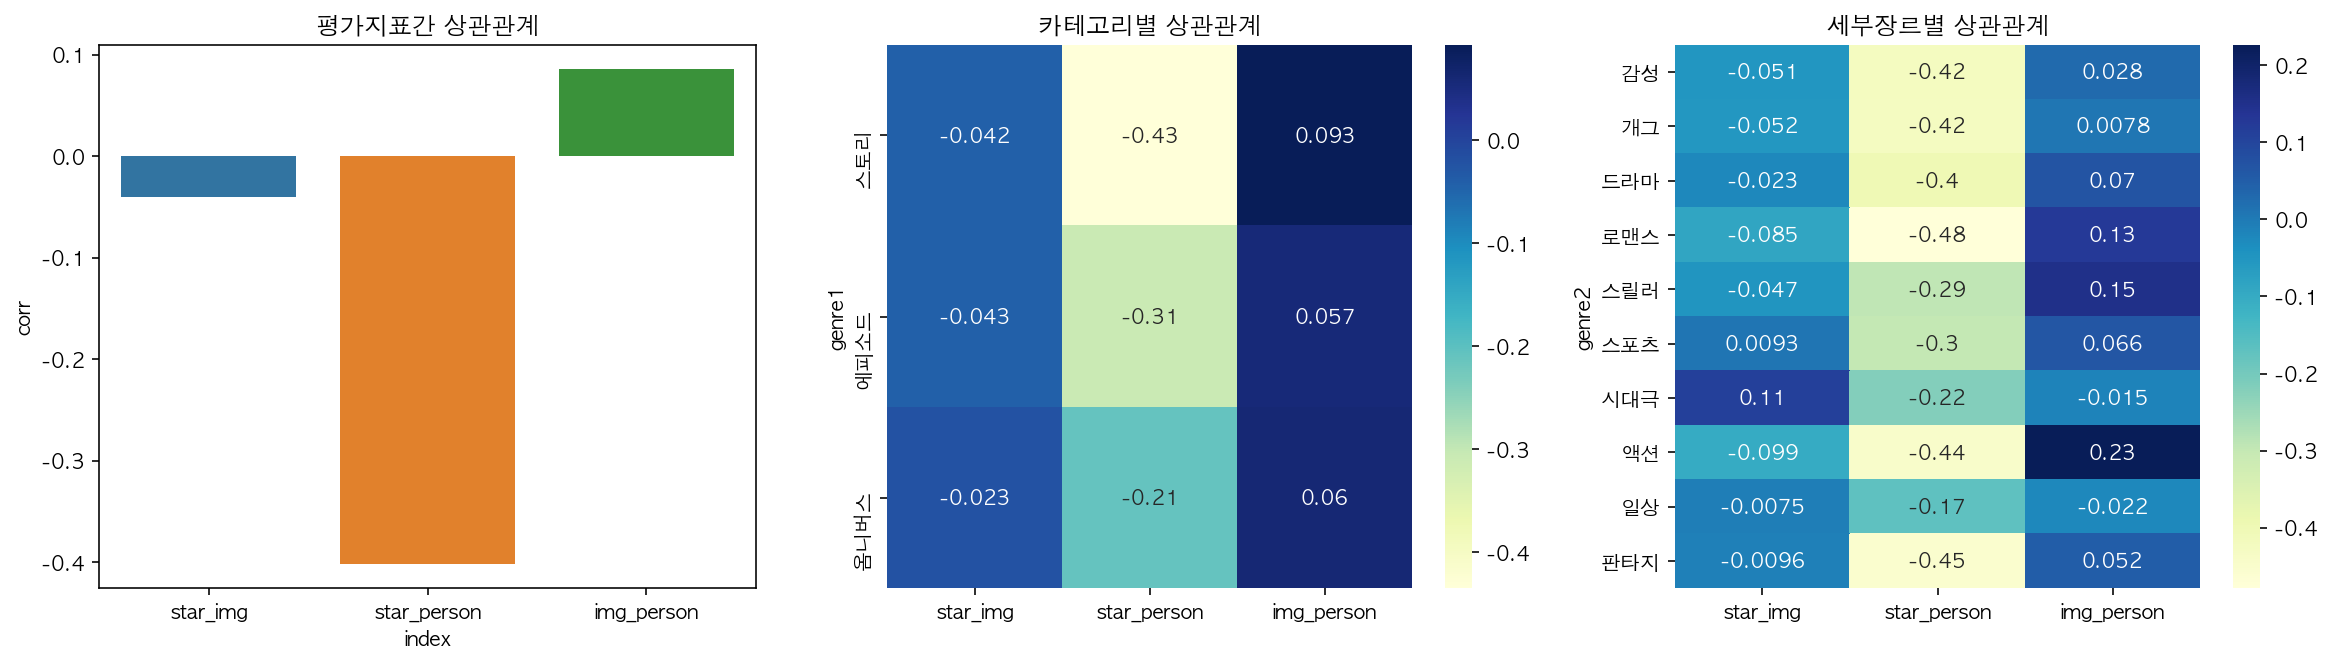 평가지표간 상관관계
0.1
0.0
-0.1
-0.2
-0.3
-0.4
corr
star_img star_person img_person
index
카테고리별 상관관계
genre1
스토리 -0.042 -0.43 0.093
에피소드 -0.043 -0.31 0.057
옴니버스 -0.023 -0.21 0.06
star_img star_person img_person
0.0
-0.1
-0.2
-0.3
-0.4
세부장르별 상관관계
genre2
감성 -0.051 -0.42 0.028
개그 -0.052 -0.42 0.0078
드라마 -0.023 -0.4 0.07
로맨스 -0.085 -0.48 0.13
스릴러 -0.047 -0.29 0.15
스포츠 0.0093 -0.3 0.066
시대극 0.11 -0.22 -0.015
액션 -0.099 -0.44 0.23
일상 -0.0075 -0.17 -0.022
판타지 -0.0096 -0.45 0.052
star_img star_person img_person
0.2
0.1
0.0
-0.1
-0.2
-0.3
-0.4